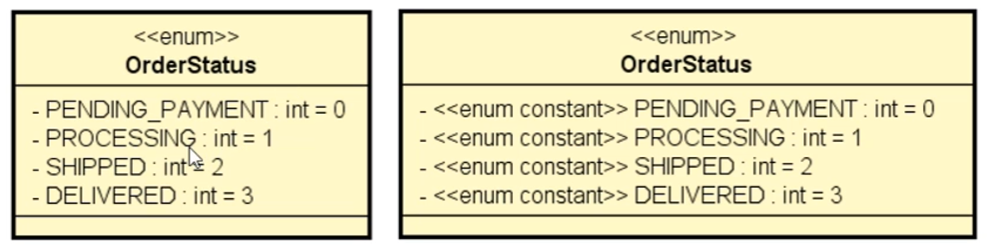 <<enum>>
OrderStatus
- PENDING_PAYMENT : int = 0
- PROCESSING : int = 1
- SHIPPED : int = 2
- DELIVERED : int = 3
<<enum>>
OrderStatus
- <<enum constant>> PENDING_PAYMENT : int = 0
- <<enum constant>> PROCESSING : int = 1
- <<enum constant>> SHIPPED : int = 2
- <<enum constant>> DELIVERED : int = 3